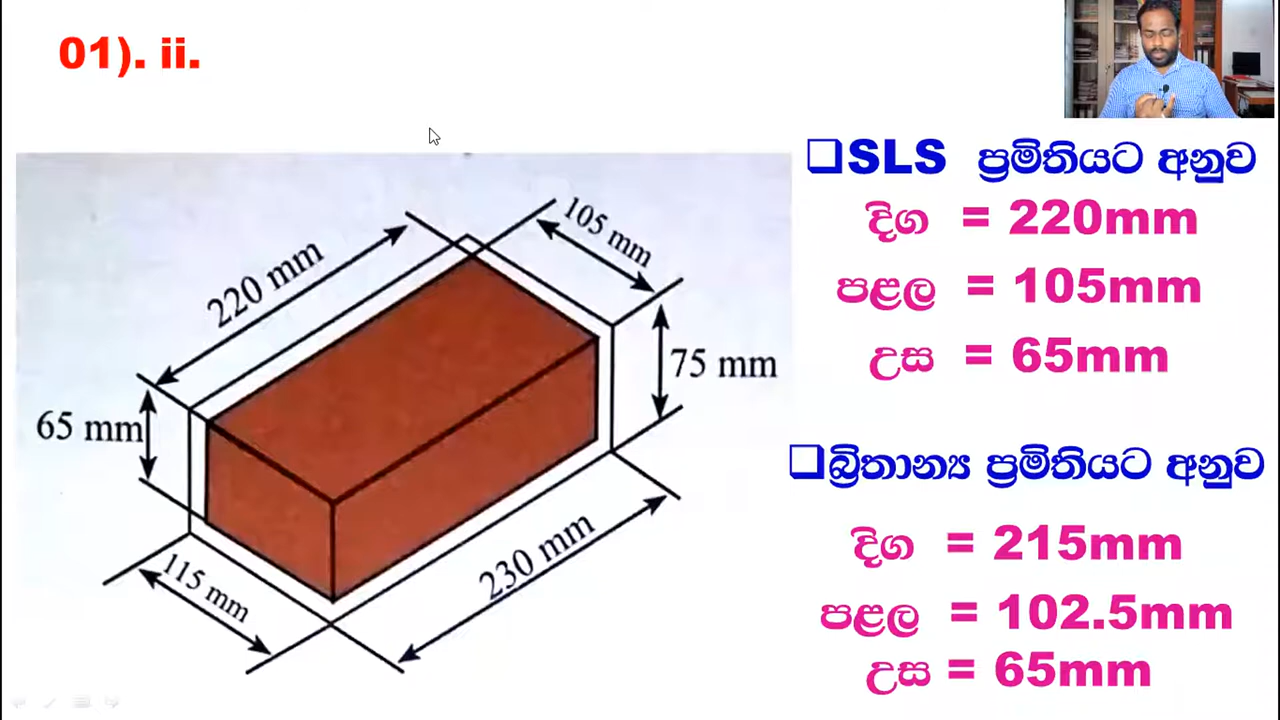 01). ii.
220 mm
105 mm
75 mm
65 mm
115 mm
230 mm
❑SLS ප්‍රමිතියට අනුව
දිග = 220mm
පළල = 105mm
උස = 65mm
❑බ්‍රිතාන්‍ය ප්‍රමිතියට අනුව
දිග = 215mm
පළල = 102.5mm
උස = 65mm